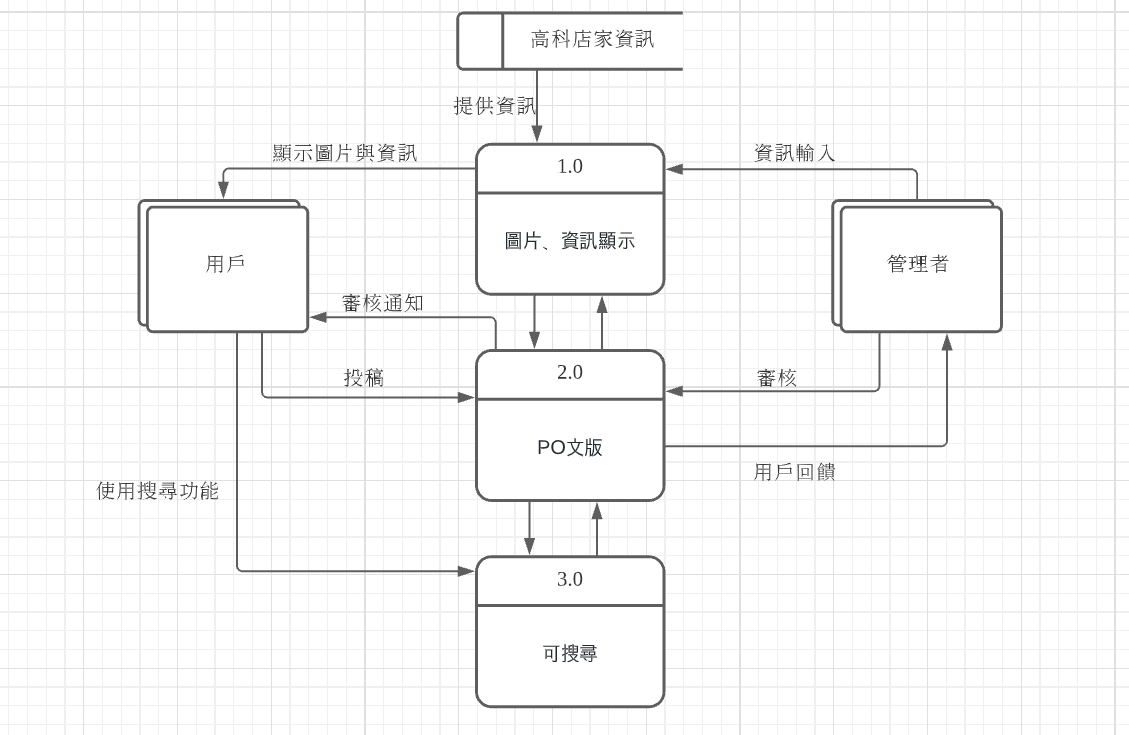 高科店家資訊
提供資訊
顯示圖片與資訊
資訊輸入
1.0
圖片、資訊顯示
用戶
管理者
審核通知
2.0
投稿
審核
PO文版
用戶回饋
使用搜尋功能
3.0
可搜尋